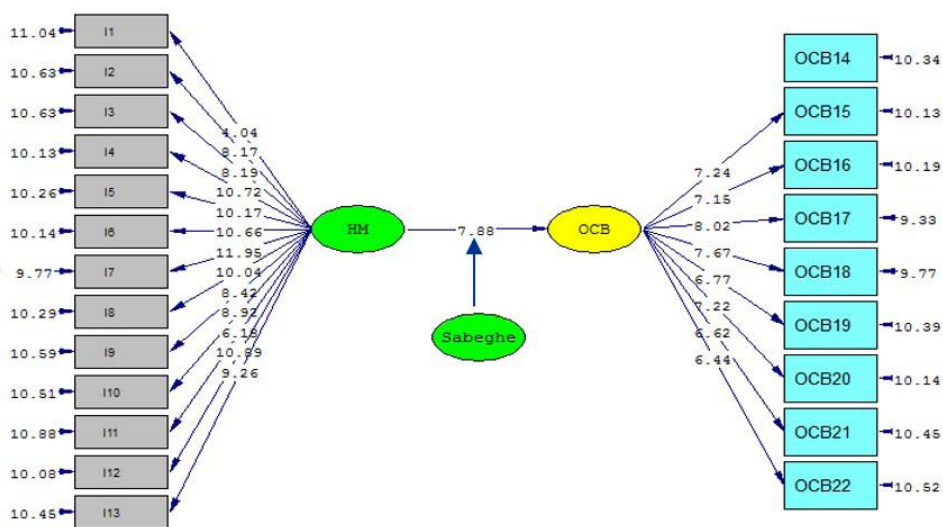 11.04 I1
10.63 I2
10.63 I3
10.13 I4
10.26 I5
10.14 I6
9.77 I7
10.29 I8
10.59 I9
10.51 I10
10.88 I11
10.08 I12
10.45 I13
4.04
8.17
8.19
10.72
10.17
10.66
11.95
10.04
8.42
8.92
6.19
10.89
9.26
HM
7.88
OCB
Sabeghe
7.24
7.15
8.02
7.67
6.77
7.22
6.62
6.44
OCB14 10.34
OCB15 10.13
OCB16 10.19
OCB17 9.33
OCB18 9.77
OCB19 10.39
OCB20 10.14
OCB21 10.45
OCB22 10.52